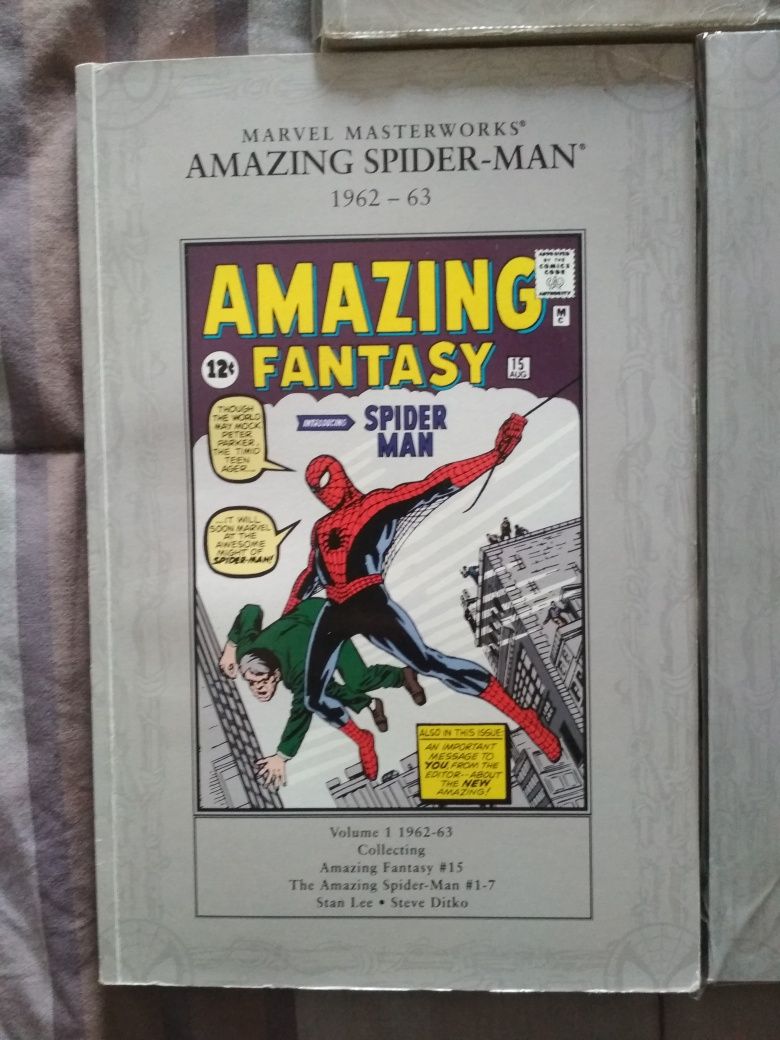 MARVEL MASTERWORKS®
AMAZING SPIDER-MAN®
1962 – 63
AMAZING
FANTASY
APPROVED
BY THE
COMICS
CODE
AUTHORITY
M
C
12¢
15
AUG
INTRODUCING
SPIDER
MAN
THOUGH
THE WORLD
MAY MOCK
PETER
PARKER,
THE TIMID
TEEN
AGER...
...IT WILL
SOON MARVEL
AT THE
AWESOME
MIGHT OF
SPIDER-MAN!
ALSO IN THIS ISSUE:
AN IMPORTANT
MESSAGE TO
YOU, FROM THE
EDITOR--ABOUT
THE NEW
AMAZING!
Volume 1 1962-63
Collecting
Amazing Fantasy #15
The Amazing Spider-Man #1-7
Stan Lee • Steve Ditko